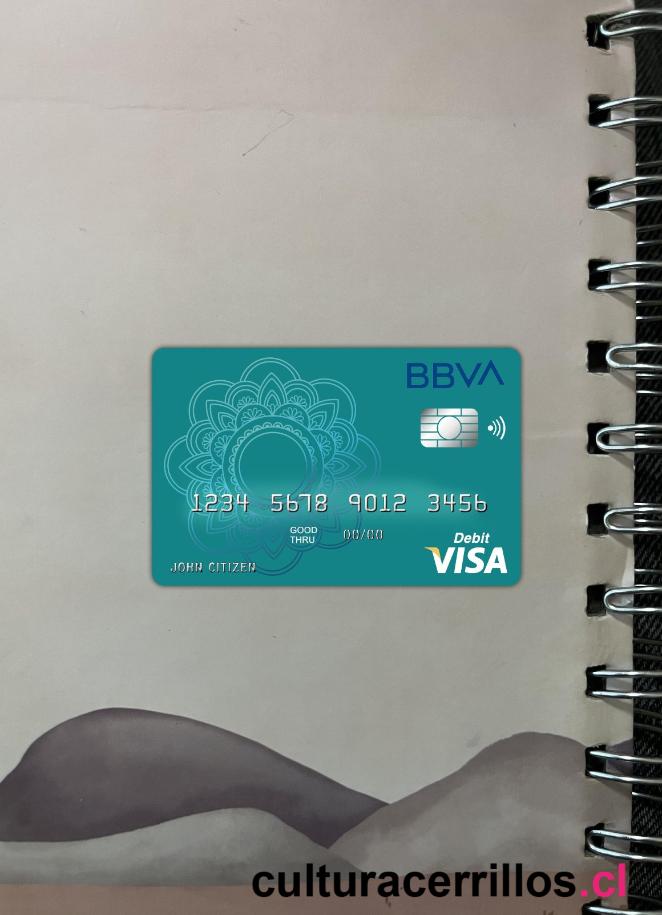 BBVA
1234 5678 9012 3456
GOOD
THRU
00/00
Debit
VISA
JOHN CITIZEN
culturacerrillos.cl